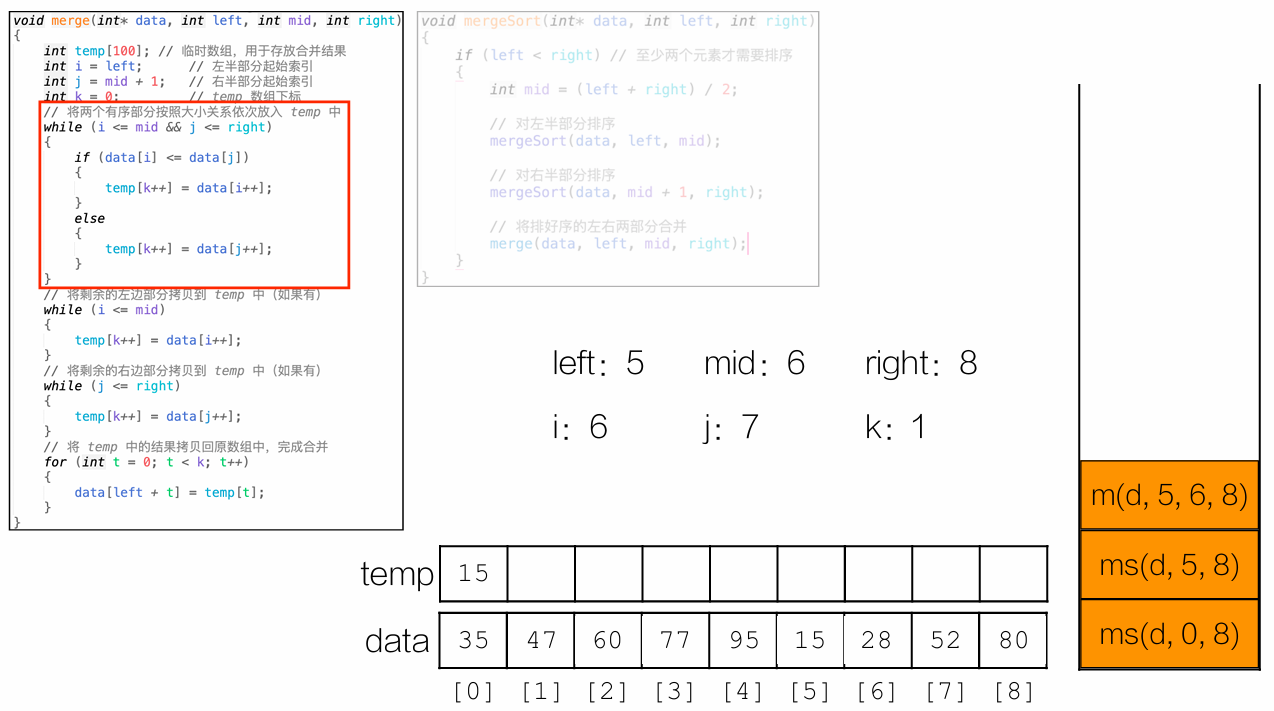 void merge(int* data, int left, int mid, int right)
{
    int temp[100]; // 临时数组，用于存放合并结果
    int i = left;      // 左半部分起始索引
    int j = mid + 1;   // 右半部分起始索引
    int k = 0;         // temp 数组下标
    // 将两个有序部分按照大小关系依次放入 temp 中
    while (i <= mid && j <= right)
    {
        if (data[i] <= data[j])
        {
            temp[k++] = data[i++];
        }
        else
        {
            temp[k++] = data[j++];
        }
    }
    // 将剩余的左边部分拷贝到 temp 中（如果有）
    while (i <= mid)
    {
        temp[k++] = data[i++];
    }
    // 将剩余的右边部分拷贝到 temp 中（如果有）
    while (j <= right)
    {
        temp[k++] = data[j++];
    }
    // 将 temp 中的结果拷贝回原数组中，完成合并
    for (int t = 0; t < k; t++)
    {
        data[left + t] = temp[t];
    }
}
void mergeSort(int* data, int left, int right)
{
    if (left < right) // 至少两个元素才需要排序
    {
        int mid = (left + right) / 2;
        // 对左半部分排序
        mergeSort(data, left, mid);
        // 对右半部分排序
        mergeSort(data, mid + 1, right);
        // 将排好序的左右两部分合并
        merge(data, left, mid, right);
    }
}
left: 5 mid: 6 right: 8
i: 6 j: 7 k: 1
m(d, 5, 6, 8)
ms(d, 5, 8)
ms(d, 0, 8)
temp 15
data 35 47 60 77 95 15 28 52 80
[0] [1] [2] [3] [4] [5] [6] [7] [8]